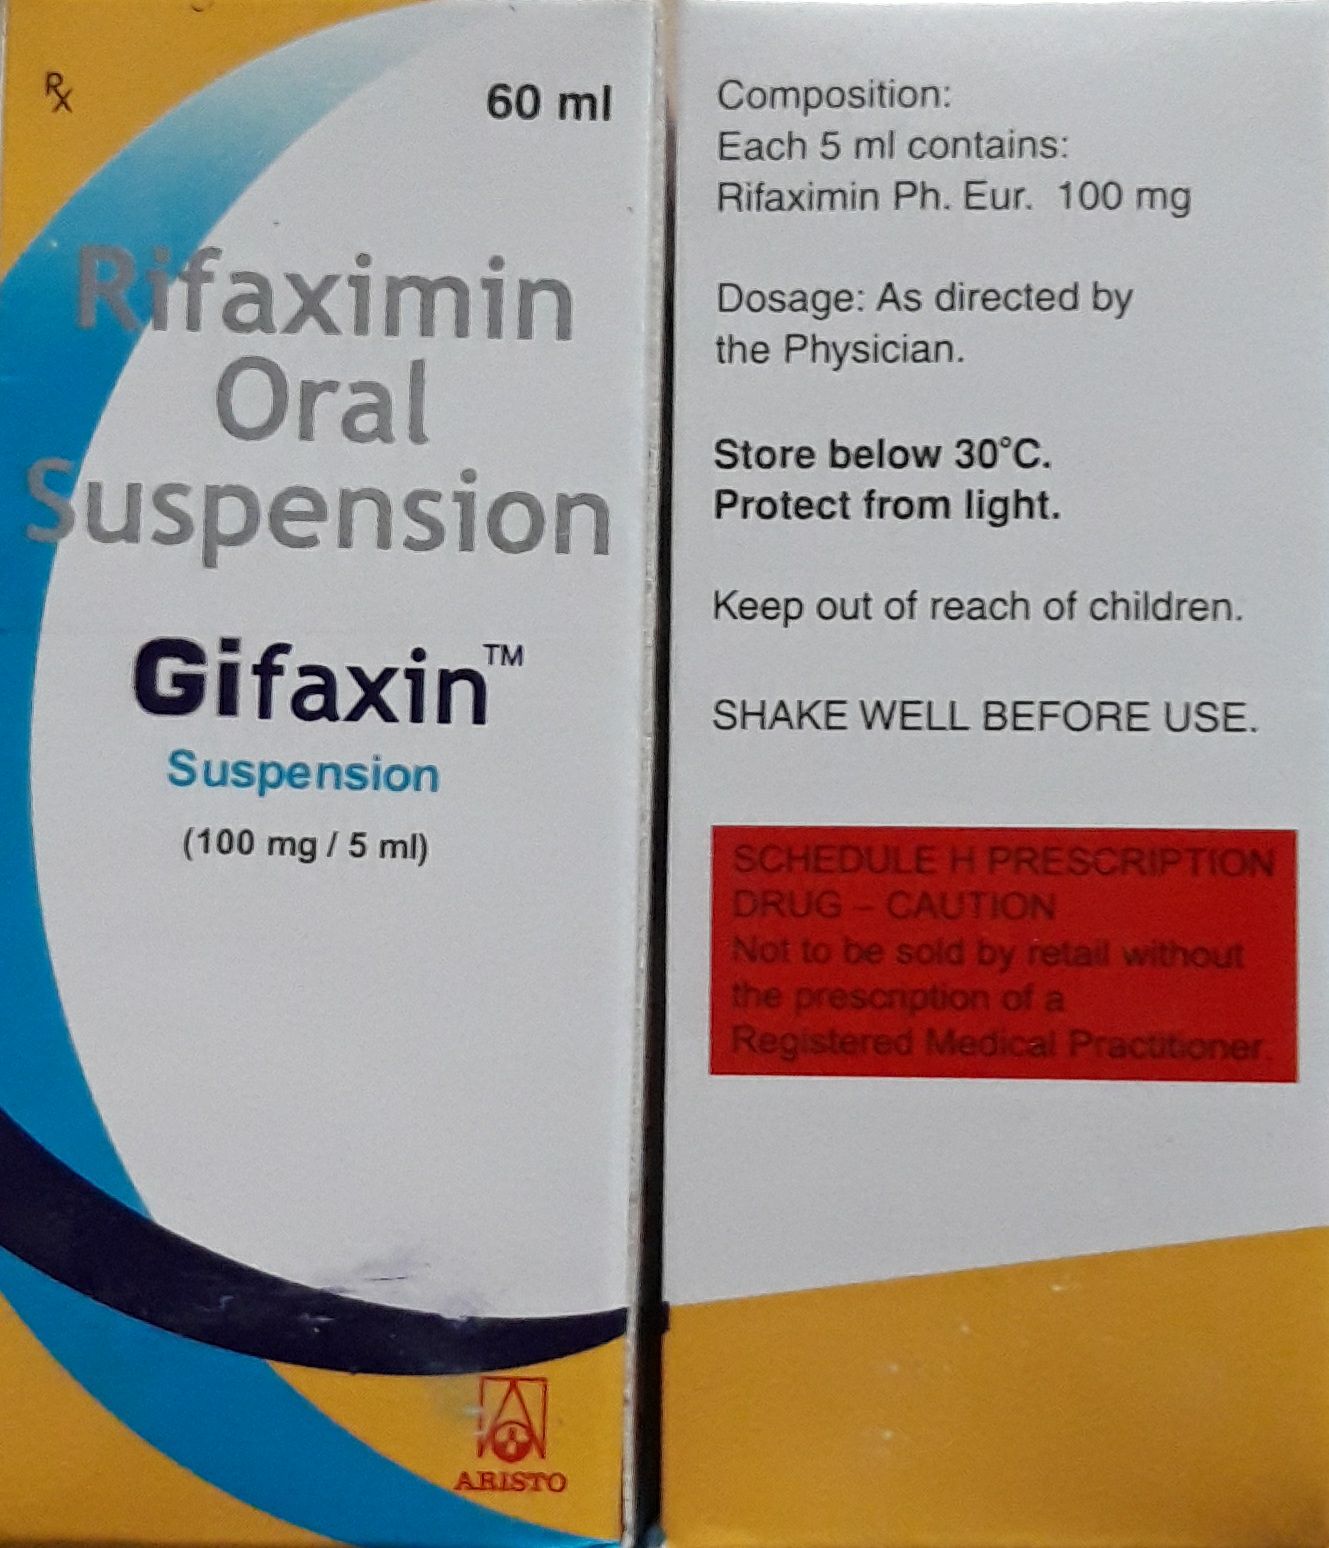 Rx
60 ml
Rifaximin
Oral
Suspension
Gifaxin™
Suspension
(100 mg / 5 ml)
ARISTO
Composition:
Each 5 ml contains:
Rifaximin Ph. Eur. 100 mg
Dosage: As directed by
the Physician.
Store below 30°C.
Protect from light.
Keep out of reach of children.
SHAKE WELL BEFORE USE.
SCHEDULE H PRESCRIPTION
DRUG – CAUTION
Not to be sold by retail without
the prescription of a
Registered Medical Practitioner.